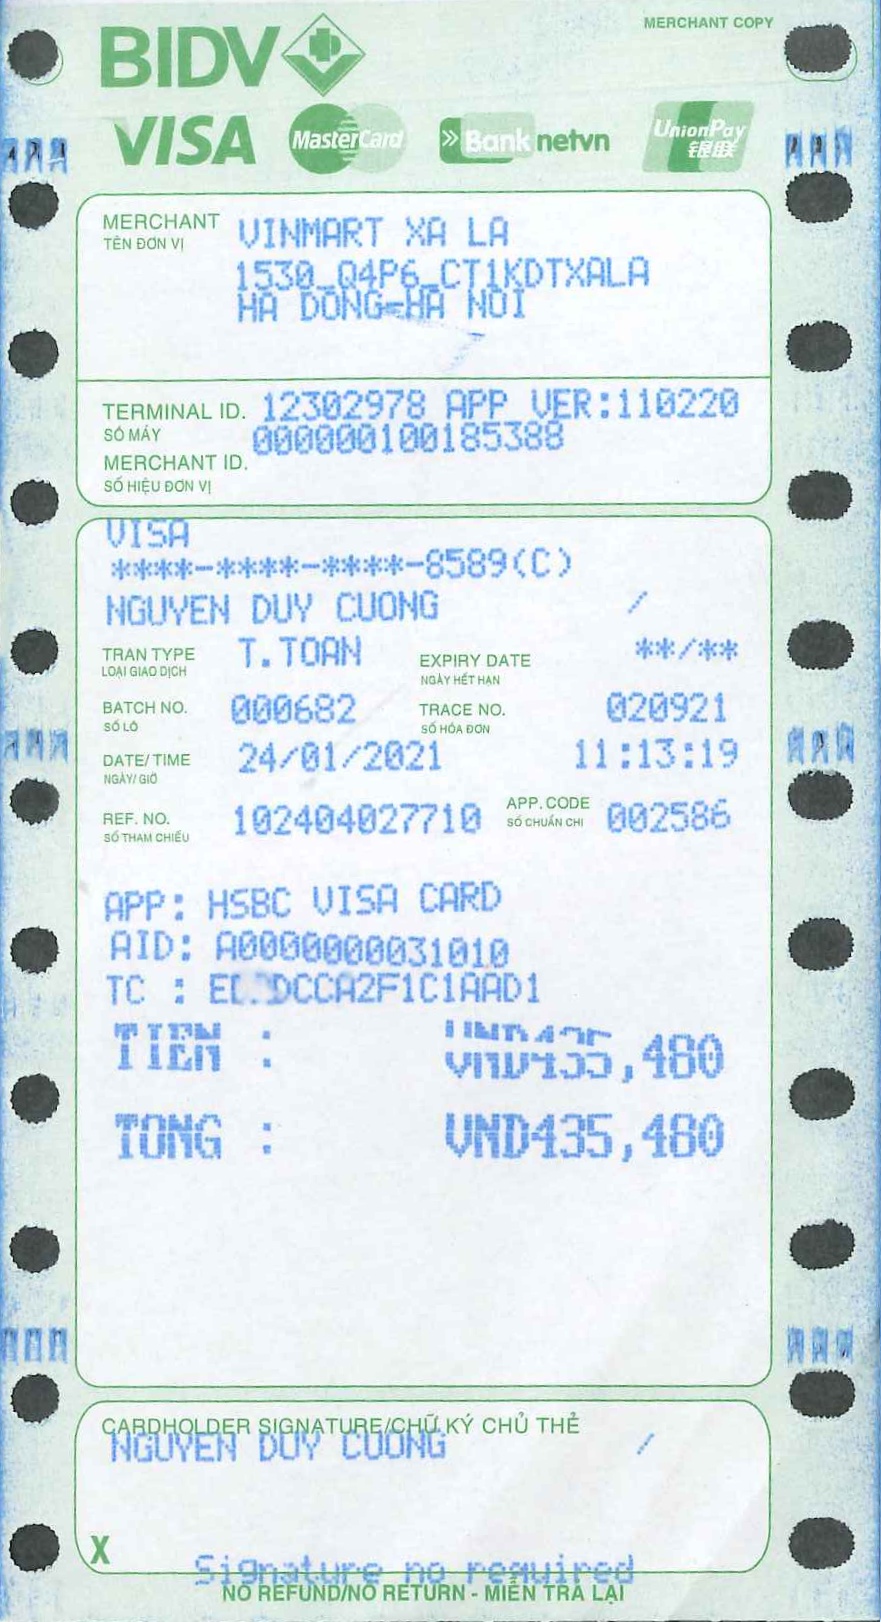 MERCHANT COPY
BIDV
VISA MasterCard Bank netvn UnionPay 银联
MERCHANT VINMART XA LA
TÊN ĐƠN VỊ
1530_Q4P6_CT1KDTXALA
HA DONG-HA NOI
TERMINAL ID. 12302978 APP VER:110220
SỐ MÁY 000000100185388
MERCHANT ID.
SỐ HIỆU ĐƠN VỊ
VISA
****-****-****-8589(C)
NGUYEN DUY CUONG /
TRAN TYPE T.TOAN EXPIRY DATE **/**
LOẠI GIAO DỊCH NGÀY HẾT HẠN
BATCH NO. 000682 TRACE NO. 020921
SỐ LÔ SỐ HÓA ĐƠN
DATE/TIME 24/01/2021 11:13:19
NGÀY/ GIỜ
REF. NO. 102404027710 APP. CODE 002586
SỐ THAM CHIẾU SỐ CHUẨN CHI
APP: HSBC VISA CARD
AID: A0000000031010
TC :
TIEN : VND435,480
TONG : VND435,480
CARDHOLDER SIGNATURE/CHỮ KÝ CHỦ THẺ
NGUYEN DUY CUONG /
X
Signature no required
NO REFUND/NO RETURN - MIỄN TRẢ LẠI